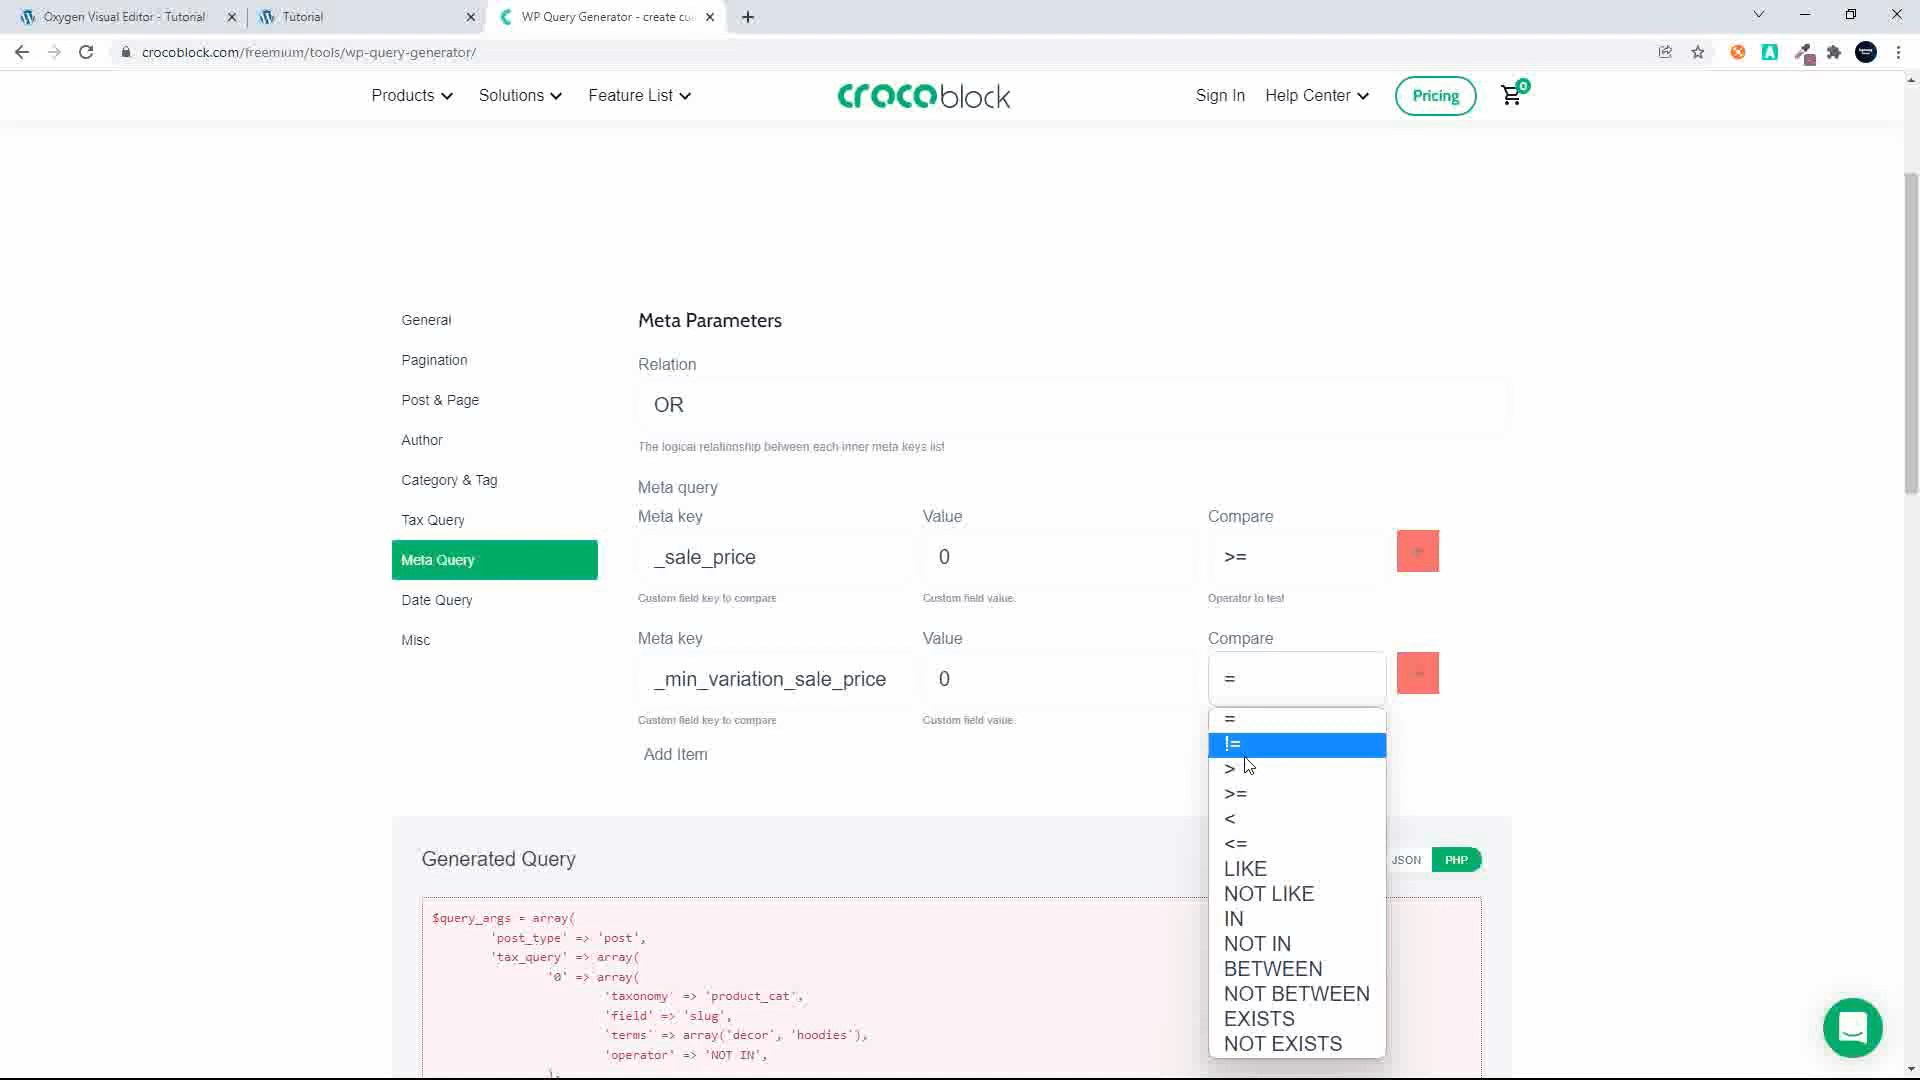 Oxygen Visual Editor - Tutorial
Tutorial
WP Query Generator - create cu
crocoblock.com/freemium/tools/wp-query-generator/
Products
Solutions
Feature List
crocoblock
Sign In
Help Center
Pricing
0
General
Pagination
Post & Page
Author
Category & Tag
Tax Query
Meta Query
Date Query
Misc
Meta Parameters
Relation
OR
The logical relationship between each inner meta keys list
Meta query
Meta key Value Compare
_sale_price 0 >=
Custom field key to compare Custom field value. Operator to test
Meta key Value Compare
_min_variation_sale_price 0 =
Custom field key to compare Custom field value.
Add Item
=
!=
>
>=
<
<=
LIKE
NOT LIKE
IN
NOT IN
BETWEEN
NOT BETWEEN
EXISTS
NOT EXISTS
Generated Query
JSON PHP
$query_args = array(
'post_type' => 'post',
'tax_query' => array(
'0' => array(
'taxonomy' => 'product_cat',
'field' => 'slug',
'terms' => array('decor', 'hoodies'),
'operator' => 'NOT IN',
),